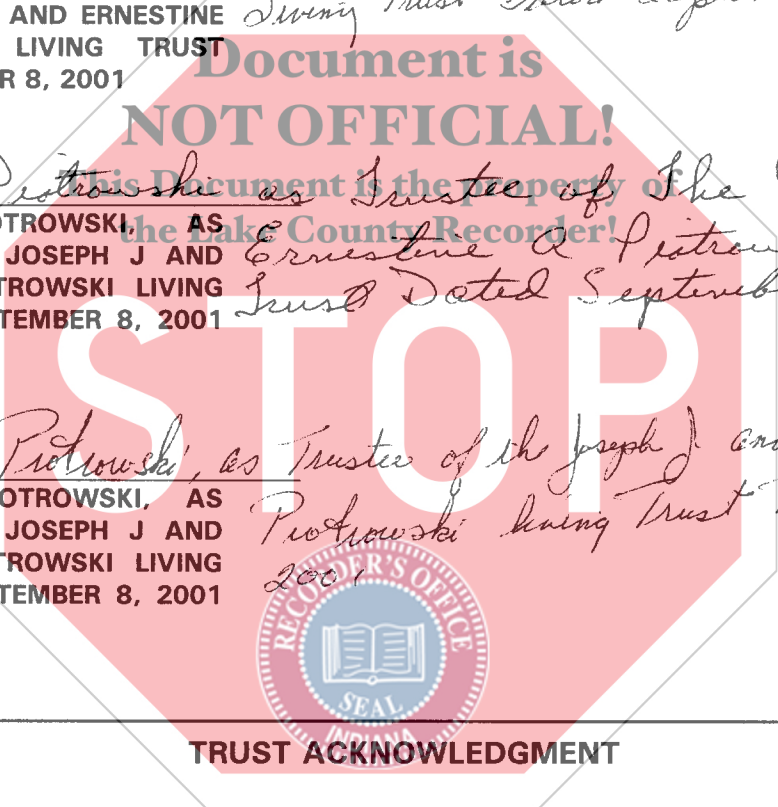 AND ERNESTINE Living Trust
LIVING TRUST
R 8, 2001
Document is
NOT OFFICIAL!
This Document is the property of
the Lake County Recorder!
Piotrowski as Trustee of The
OTROWSKI, AS
JOSEPH J AND Ernestine A Piotrow
TROWSKI LIVING Trust Dated Septemb
TEMBER 8, 2001
STOP
Piotrowski, as Trustee of the Joseph J. and
OTROWSKI, AS
JOSEPH J AND Piotrowski living Trust
TROWSKI LIVING 2001
TEMBER 8, 2001
RECORDER'S OFFICE
SEAL
INDIANA
TRUST ACKNOWLEDGMENT